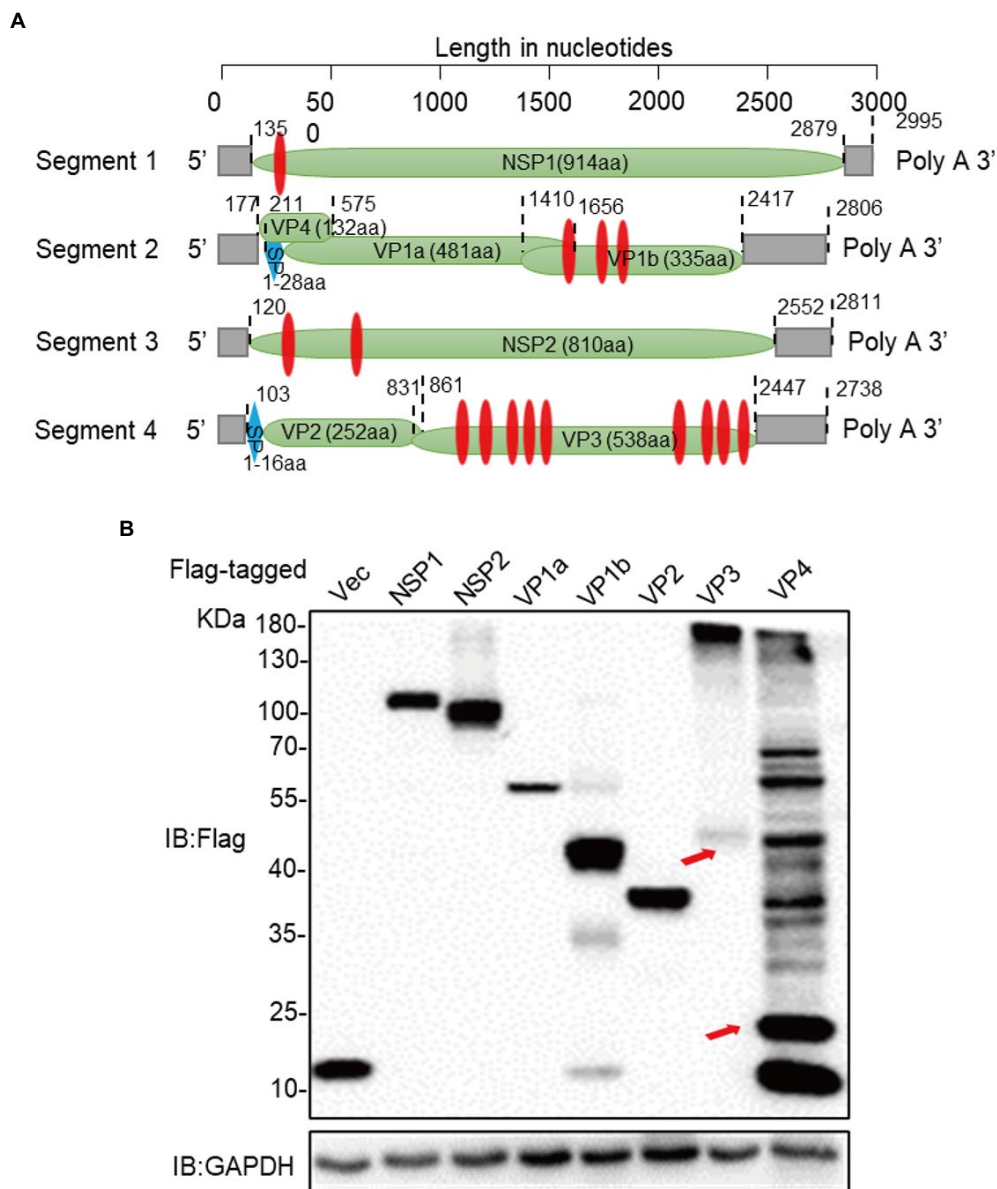 A
Length in nucleotides
0 50 1000 1500 2000 2500 3000
0
135 2879 2995
Segment 1 5’ NSP1(914aa) Poly A 3’
177 211 575 1410 1656 2417 2806
VP4 (132aa)
Segment 2 5’ SP VP1a (481aa) VP1b (335aa) Poly A 3’
1-28aa
120 2552 2811
Segment 3 5’ NSP2 (810aa) Poly A 3’
103 831 861 2447 2738
Segment 4 5’ SP VP2 (252aa) VP3 (538aa) Poly A 3’
1-16aa
B
Flag-tagged Vec NSP1 NSP2 VP1a VP1b VP2 VP3 VP4
KDa 180-
130-
100-
70-
55-
IB:Flag
40-
35-
25-
10-
IB:GAPDH